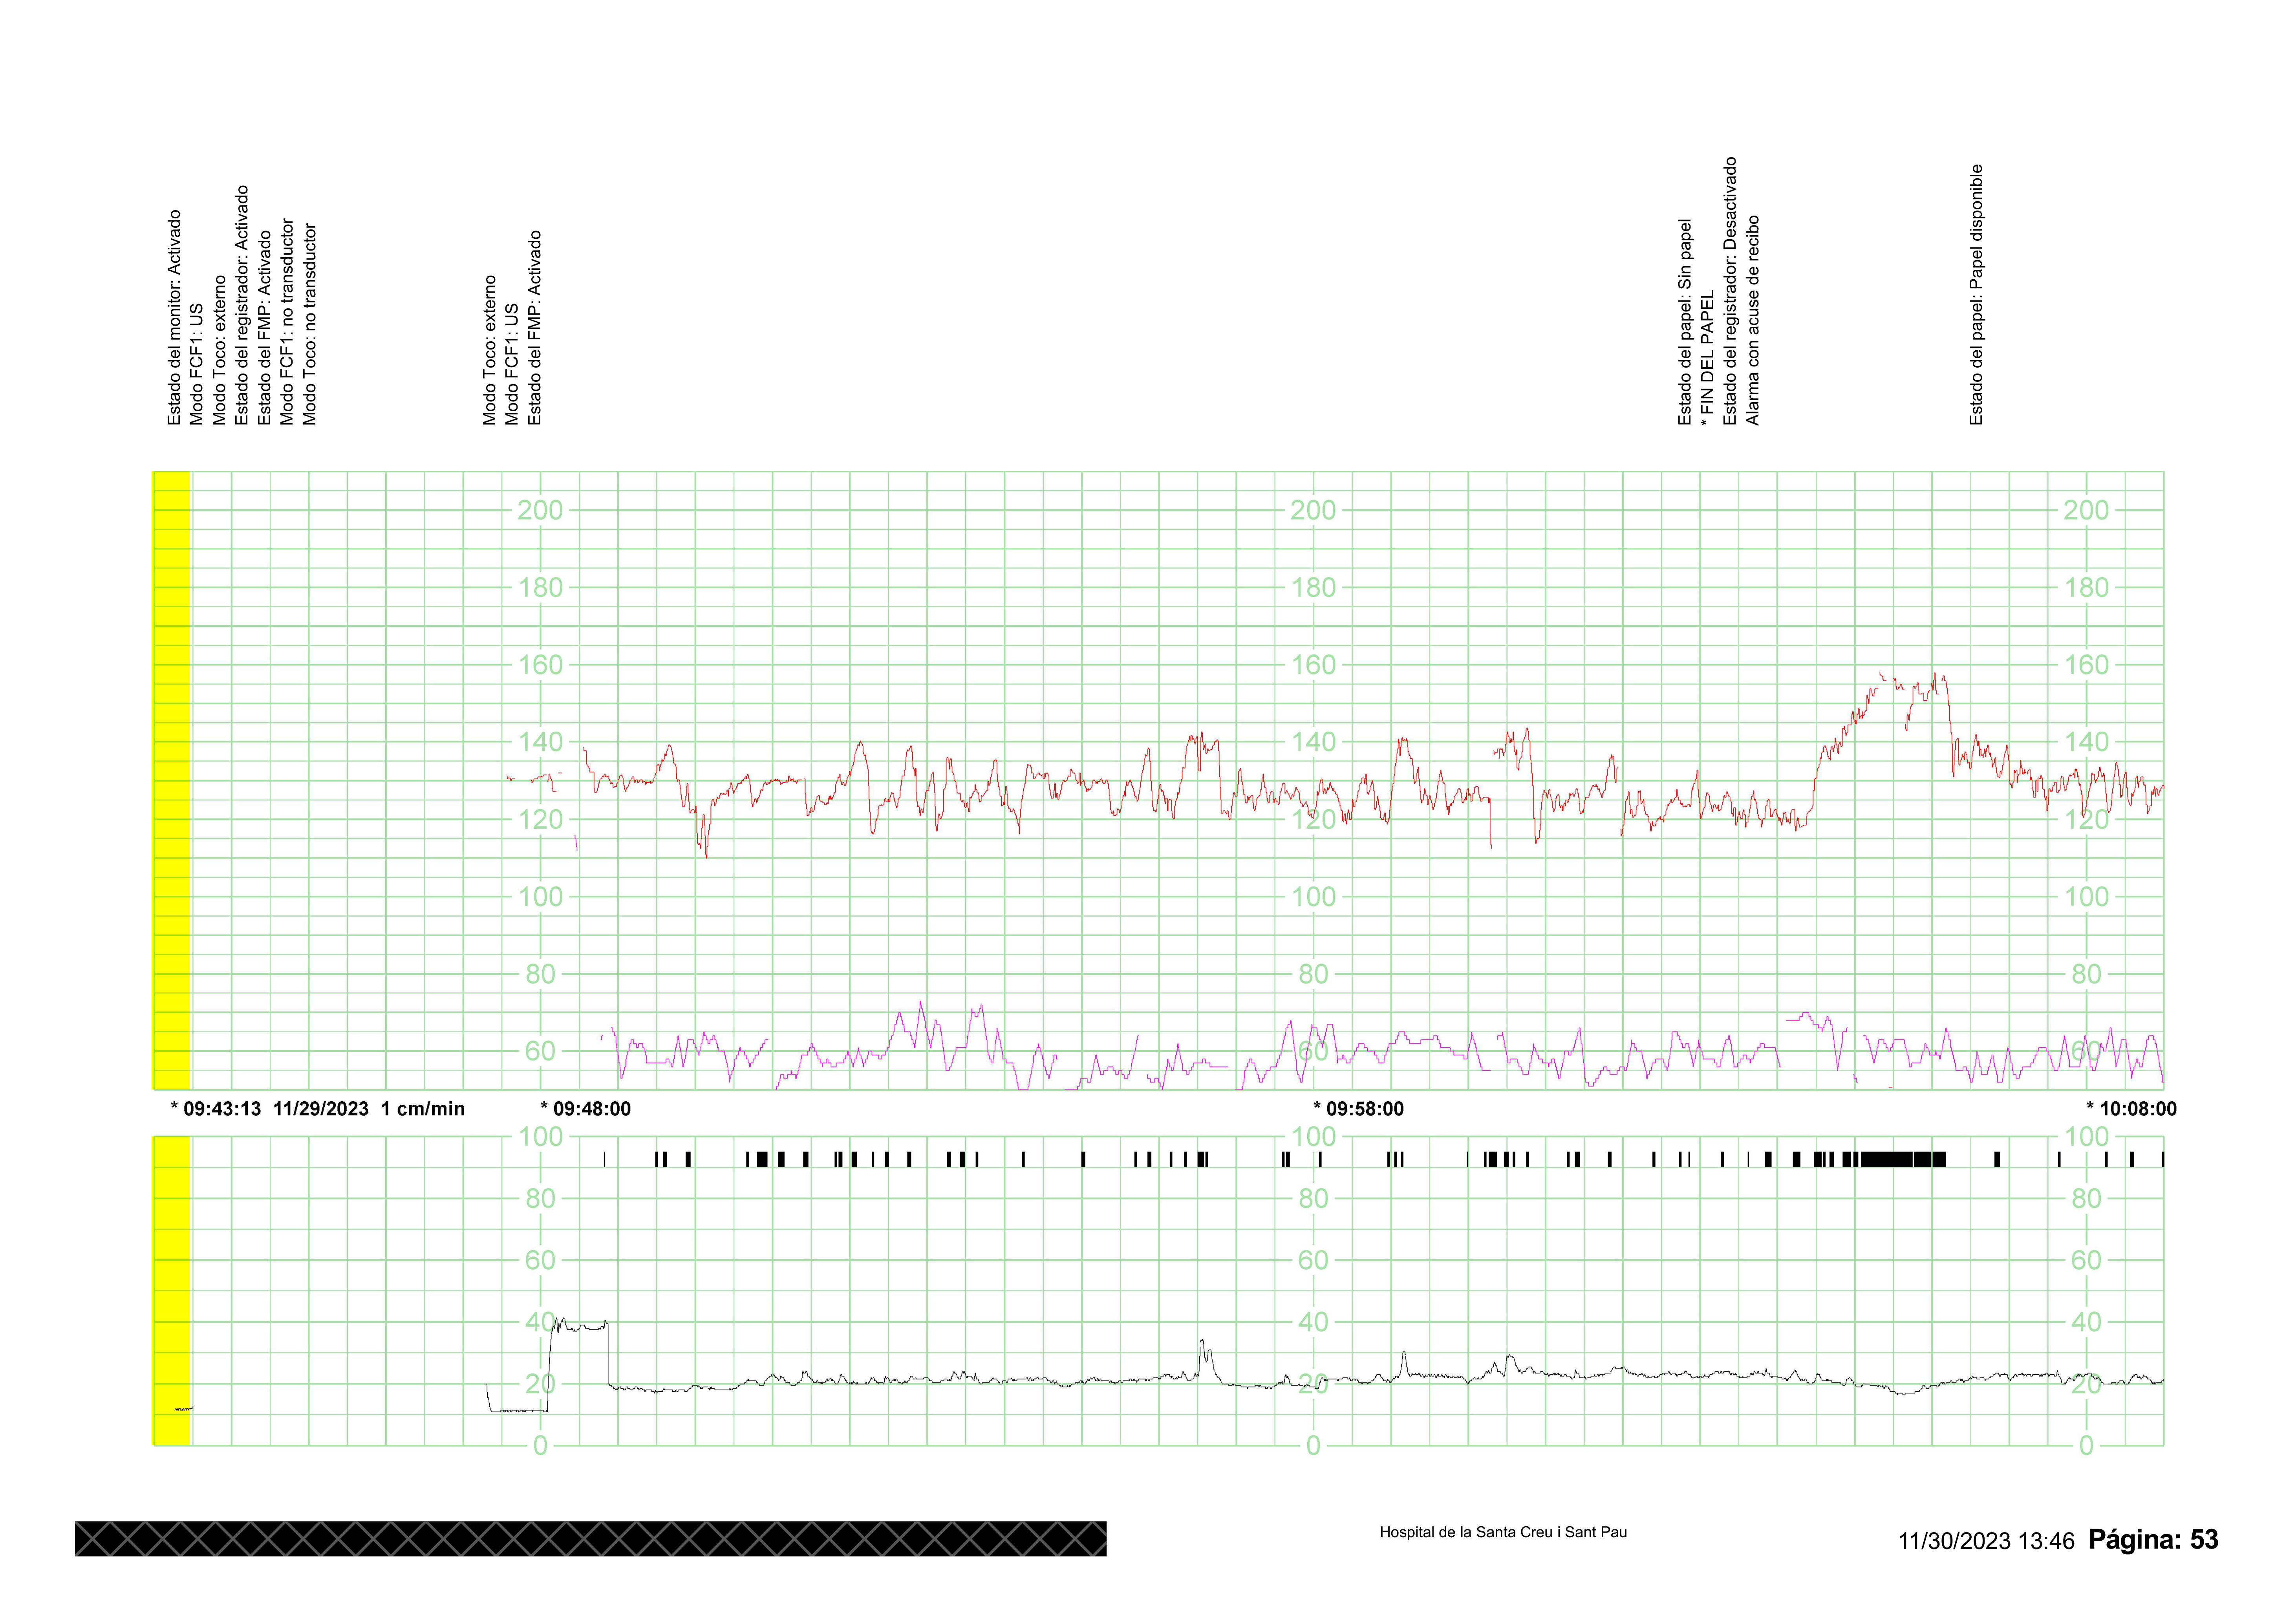 Estado del monitor: Activado
Modo FCF1: US
Modo Toco: externo
Estado del registrador: Activado
Estado del FMP: Activado
Modo FCF1: no transductor
Modo Toco: no transductor
Modo Toco: externo
Modo FCF1: US
Estado del FMP: Activado
Estado del papel: Sin papel
* FIN DEL PAPEL
Estado del registrador: Desactivado
Alarma con acuse de recibo
Estado del papel: Papel disponible
200 200 200
180 180 180
160 160 160
140 140 140
120 120 120
100 100 100
80 80 80
60 60 60
* 09:43:13 11/29/2023 1 cm/min * 09:48:00 * 09:58:00 * 10:08:00
100 100 100
80 80 80
60 60 60
40 40 40
20 20 20
0 0 0
Hospital de la Santa Creu i Sant Pau
11/30/2023 13:46 Página: 53